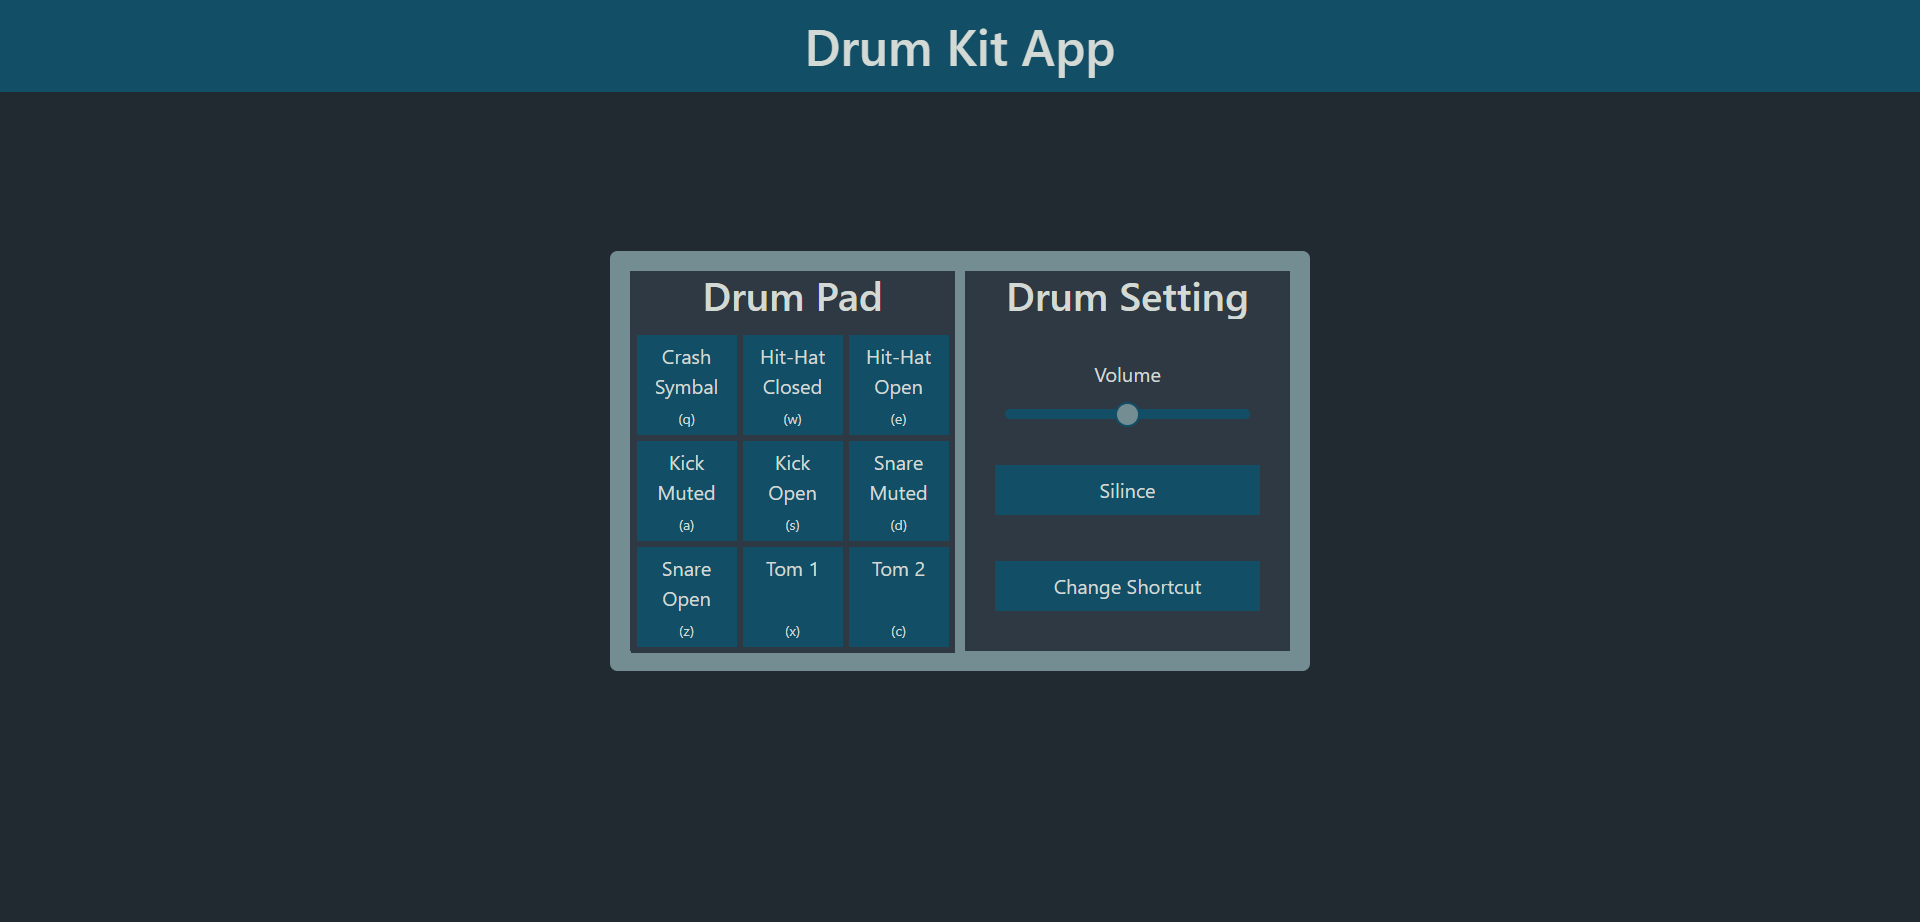 Drum Kit App
Drum Pad
Crash
Symbal
(q)
Hit-Hat
Closed
(w)
Hit-Hat
Open
(e)
Kick
Muted
(a)
Kick
Open
(s)
Snare
Muted
(d)
Snare
Open
(z)
Tom 1
(x)
Tom 2
(c)
Drum Setting
Volume
Silince
Change Shortcut